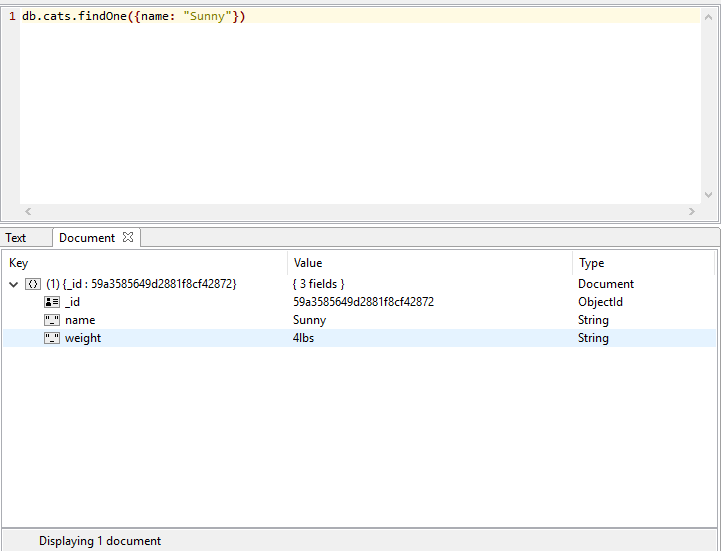 1 db.cats.findOne({name: "Sunny"})
Text Document
Key Value Type
(1) {_id : 59a3585649d2881f8cf42872} { 3 fields } Document
_id 59a3585649d2881f8cf42872 ObjectId
name Sunny String
weight 4lbs String
Displaying 1 document